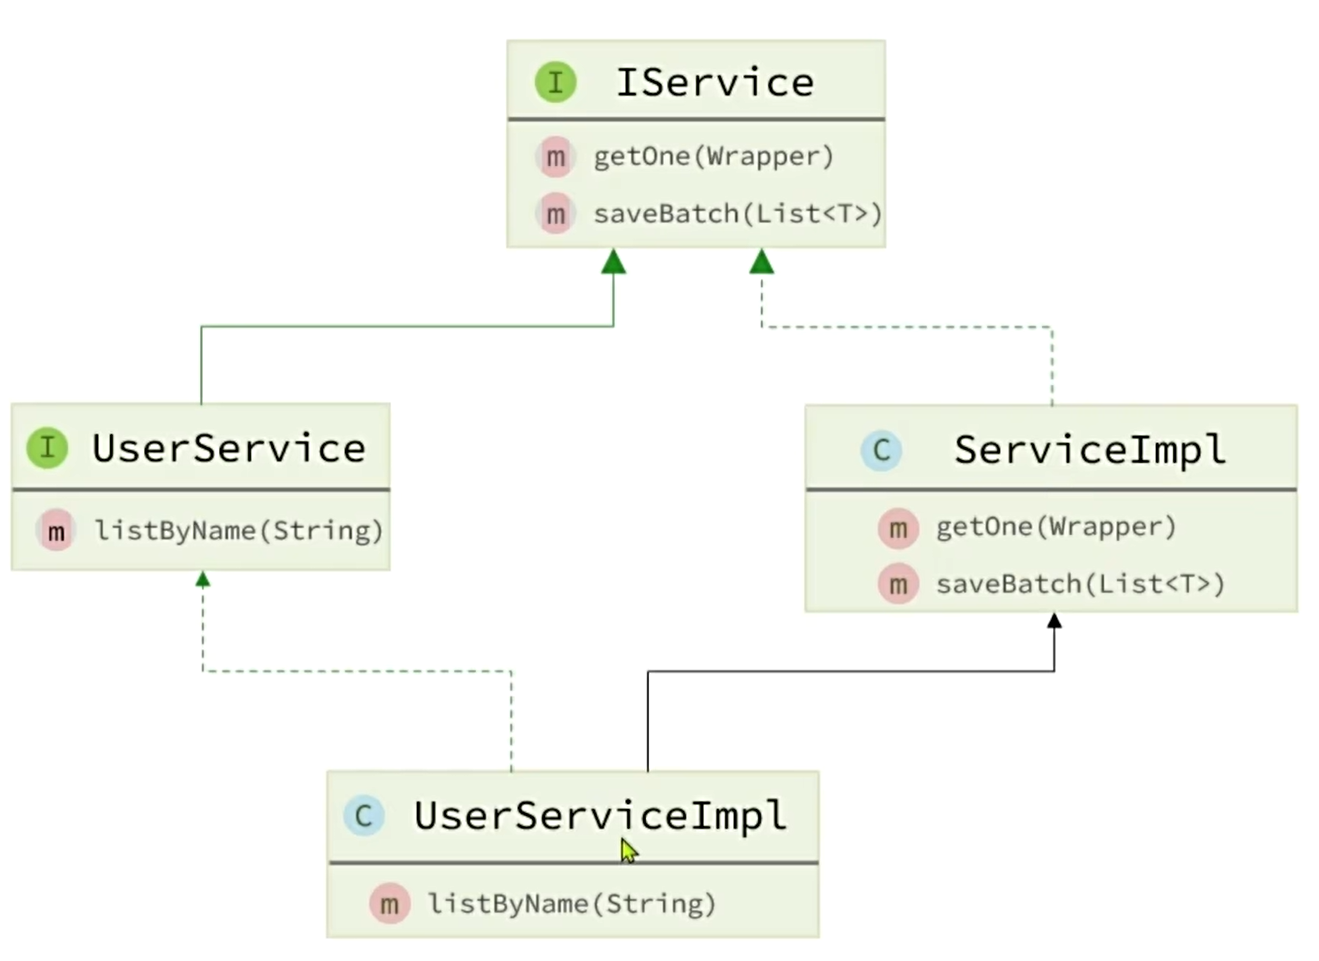 I IService
m getOne(Wrapper)
m saveBatch(List<T>)
I UserService
m listByName(String)
C ServiceImpl
m getOne(Wrapper)
m saveBatch(List<T>)
C UserServiceImpl
m listByName(String)